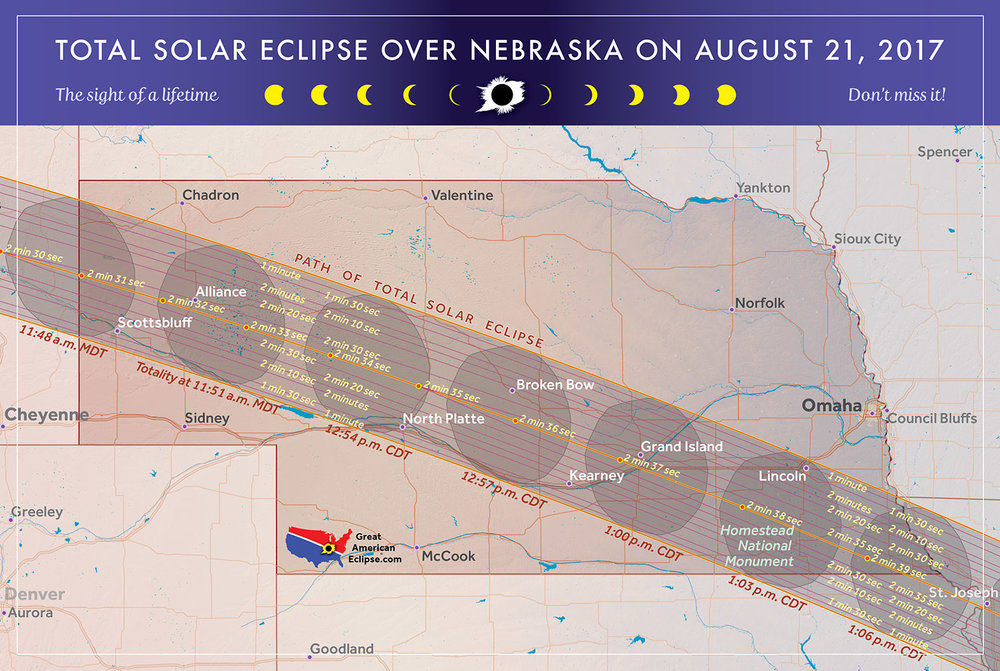 TOTAL SOLAR ECLIPSE OVER NEBRASKA ON AUGUST 21, 2017
The sight of a lifetime
Don't miss it!
Spencer
Chadron
Valentine
Yankton
Sioux City
2 min 30 sec
2 min 31 sec
2 min 32 sec
2 min 33 sec
2 min 34 sec
2 min 35 sec
2 min 36 sec
2 min 37 sec
2 min 38 sec
2 min 39 sec
PATH OF TOTAL SOLAR ECLIPSE
Alliance
Scottsbluff
1 minute
2 minutes
2 min 20 sec
2 min 30 sec
2 min 10 sec
1 min 30 sec
1 min 30 sec
2 min 10 sec
2 min 30 sec
2 min 20 sec
2 minutes
1 minute
Norfolk
Broken Bow
Omaha
Council Bluffs
Cheyenne
Sidney
North Platte
Grand Island
Kearney
Lincoln
11:48 a.m. MDT
Totality at 11:51 a.m. MDT
12:54 p.m. CDT
12:57 p.m. CDT
1:00 p.m. CDT
1:03 p.m. CDT
1:06 p.m. CDT
1 minute
2 minutes
2 min 20 sec
2 min 35 sec
2 min 30 sec
2 min 10 sec
1 min 30 sec
1 min 30 sec
2 min 10 sec
2 min 30 sec
2 min 35 sec
2 min 20 sec
2 minutes
1 minute
Homestead
National
Monument
Greeley
Great
American
Eclipse.com
McCook
Denver
Aurora
St. Joseph
Goodland